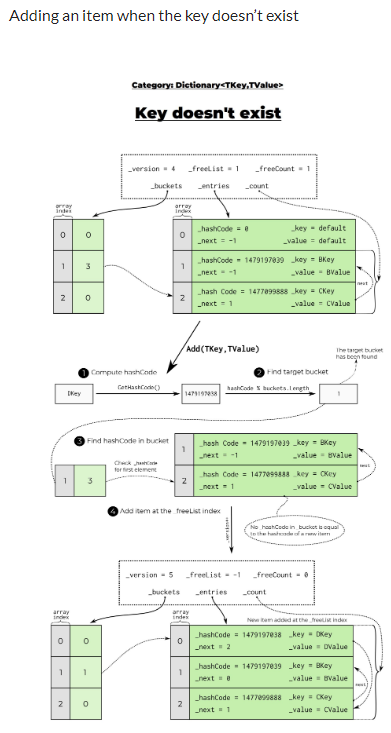 Adding an item when the key doesn’t exist
Category: Dictionary<TKey,TValue>
Key doesn't exist
_version = 4 _freeList = 1 _freeCount = 1
_buckets _entries _count
array index
array index
0 0
1 3
2 0
0 _hashCode = 0 _key = default
_next = -1 _value = default
1 _hashCode = 1479197039 _key = BKey
_next = -1 _value = BValue
2 _hash Code = 1477099888 _key = CKey
_next = 1 _value = CValue
next
Add(TKey,TValue)
The target bucket
has been found
1 Compute hashCode
2 Find target bucket
DKey
GetHashCode()
1479197038
hashCode % buckets.length
1
3 Find hashCode in bucket
Check _hashCode
for first element
1 3
1 _hash Code = 1479197039 _key = BKey
_next = -1 _value = BValue
2 _hash Code = 1477099888 _key = CKey
_next = 1 _value = CValue
next
4 Add item at the _freeList index
_version++
No _hashCode in _bucket is equal
to the hashcode of a new item
_version = 5 _freeList = -1 _freeCount = 0
_buckets _entries _count
array index
array index
New item added at the _freeList index
0 0
1 1
2 0
0 _hashCode = 1479197038 _key = DKey
_next = 2 _value = DValue
1 _hashCode = 1479197039 _key = BKey
_next = 0 _value = BValue
2 _hashCode = 1477099888 _key = CKey
_next = 1 _value = CValue
next